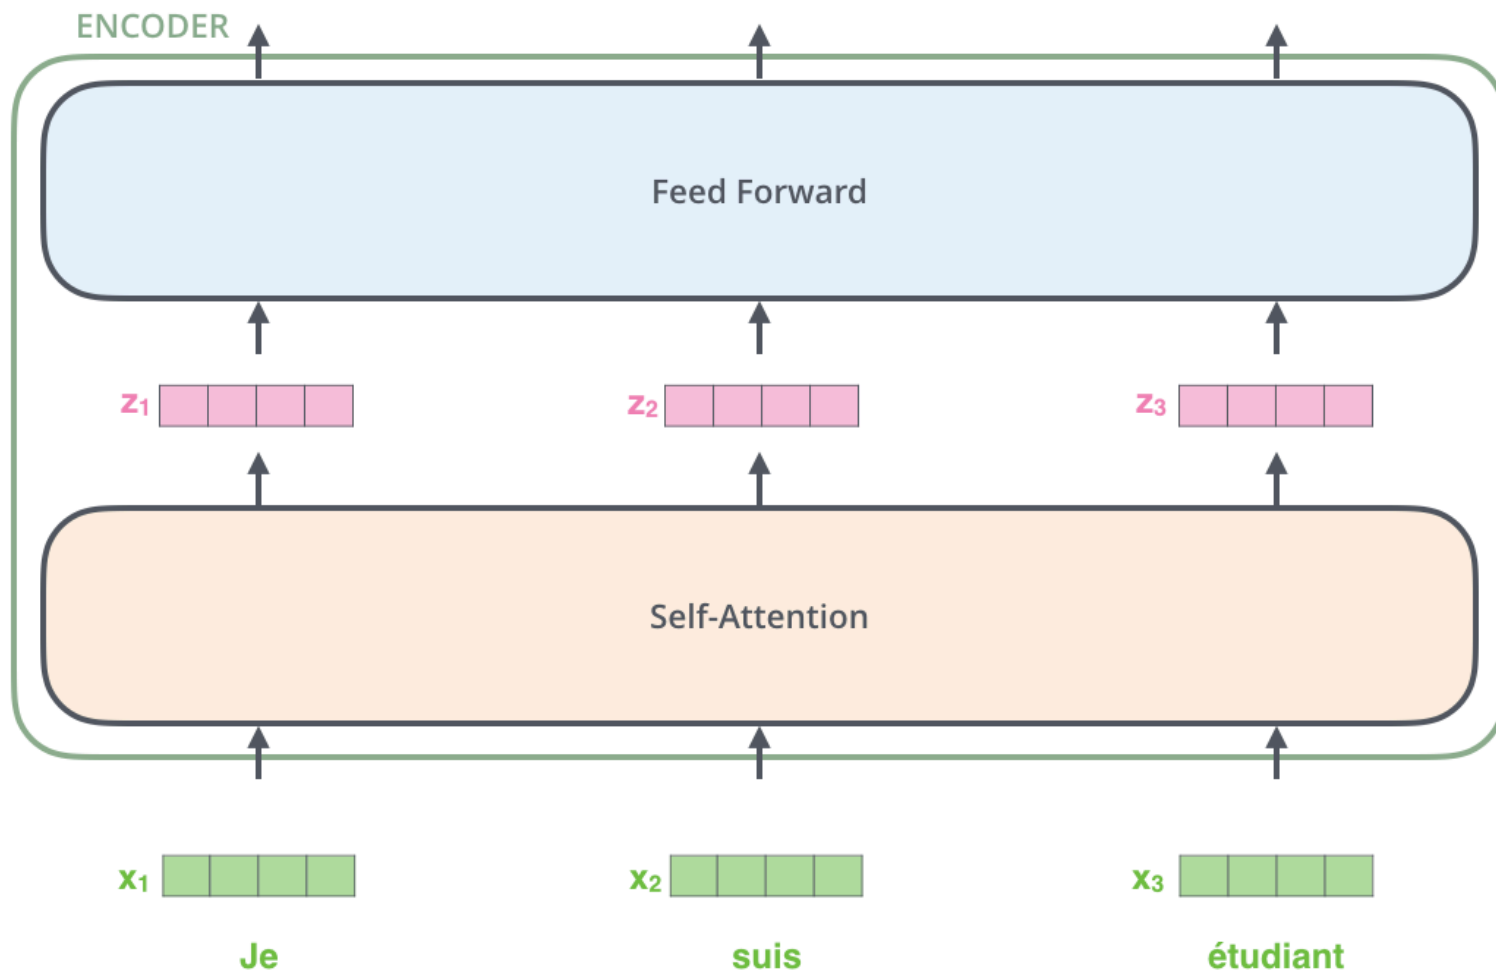 ENCODER
Feed Forward
z1 z2 z3
Self-Attention
x1 x2 x3
Je suis étudiant